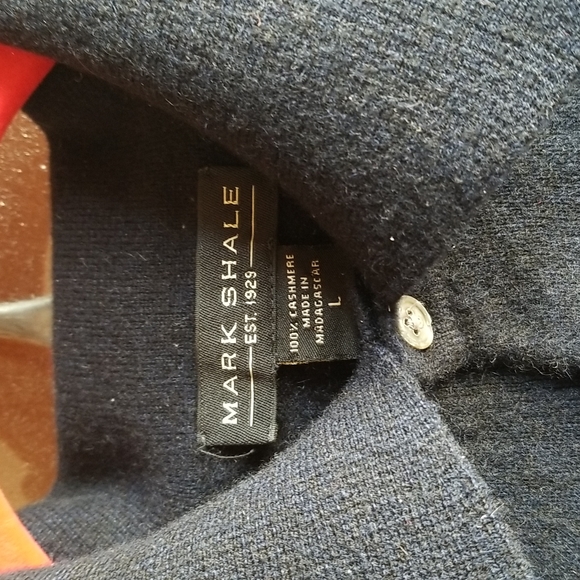 MARK SHALE
EST. 1929
100% CASHMERE
MADE IN
MADAGASCAR
L